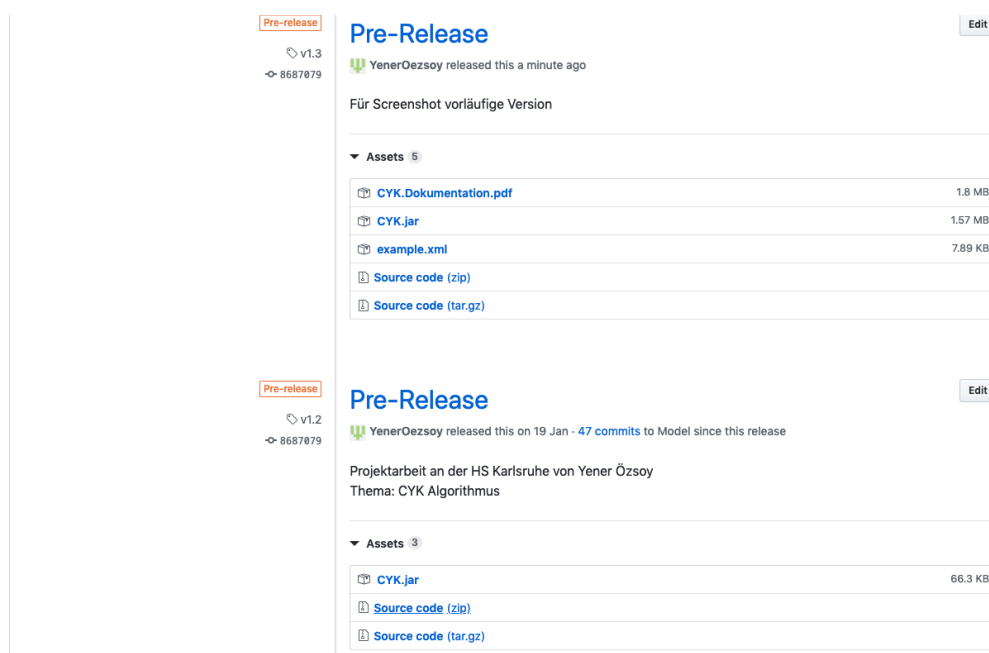 Pre-release
Pre-Release
Edit
v1.3
YenerOezsoy released this a minute ago
8687079
Für Screenshot vorläufige Version
Assets 5
CYK.Dokumentation.pdf 1.8 MB
CYK.jar 1.57 MB
example.xml 7.89 KB
Source code (zip)
Source code (tar.gz)
Pre-release
Pre-Release
Edit
v1.2
YenerOezsoy released this on 19 Jan · 47 commits to Model since this release
8687079
Projektarbeit an der HS Karlsruhe von Yener Özsoy
Thema: CYK Algorithmus
Assets 3
CYK.jar 66.3 KB
Source code (zip)
Source code (tar.gz)